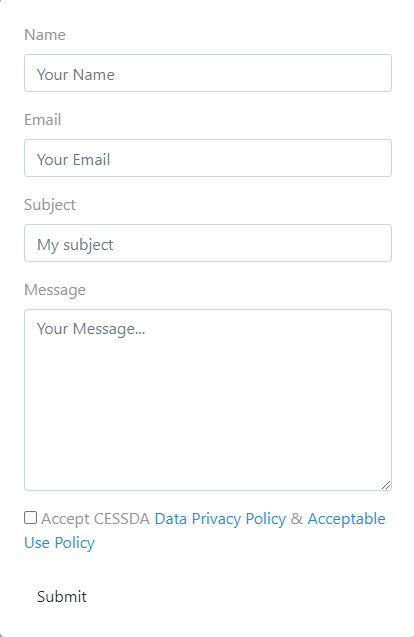 Name
Your Name
Email
Your Email
Subject
My subject
Message
Your Message...
Accept CESSDA Data Privacy Policy & Acceptable
Use Policy
Submit